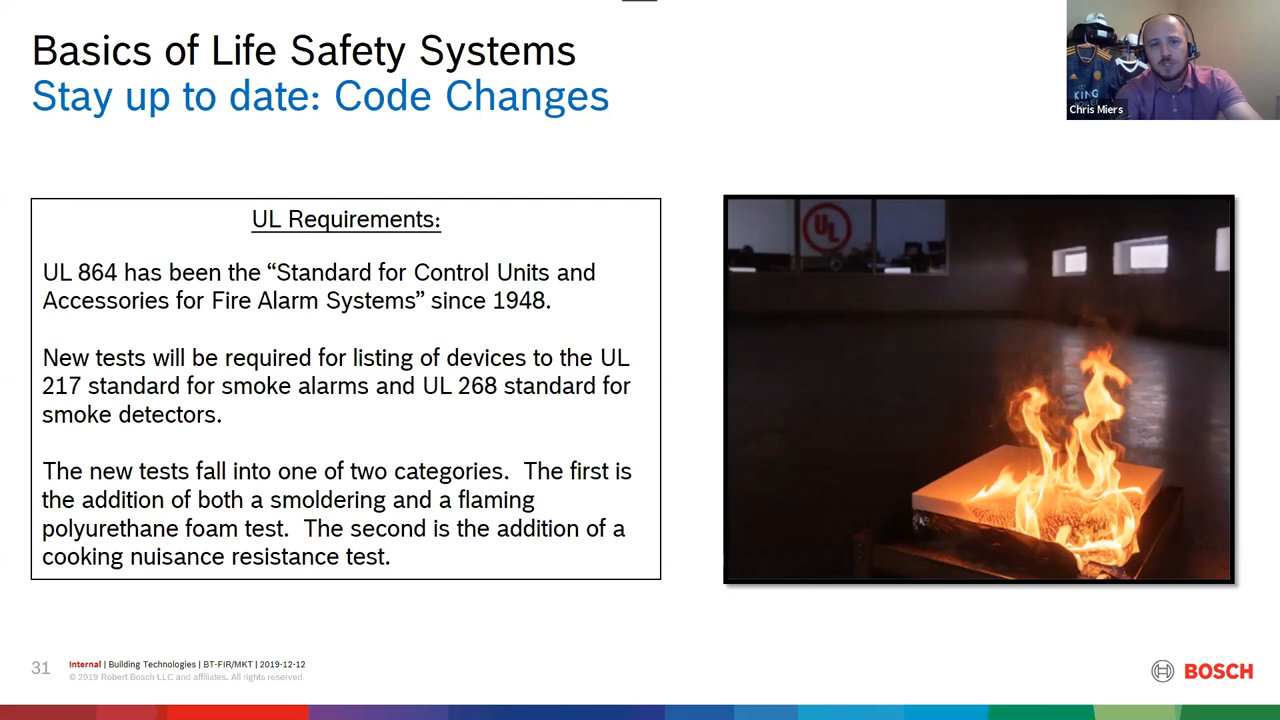 Basics of Life Safety Systems
Stay up to date: Code Changes
KING
Chris Miers
UL Requirements:
UL 864 has been the “Standard for Control Units and
Accessories for Fire Alarm Systems” since 1948.
New tests will be required for listing of devices to the UL
217 standard for smoke alarms and UL 268 standard for
smoke detectors.
The new tests fall into one of two categories.  The first is
the addition of both a smoldering and a flaming
polyurethane foam test.  The second is the addition of a
cooking nuisance resistance test.
UL
31
Internal | Building Technologies | BT-FIR/MKT | 2019-12-12
© 2019 Robert Bosch LLC and affiliates. All rights reserved.
BOSCH